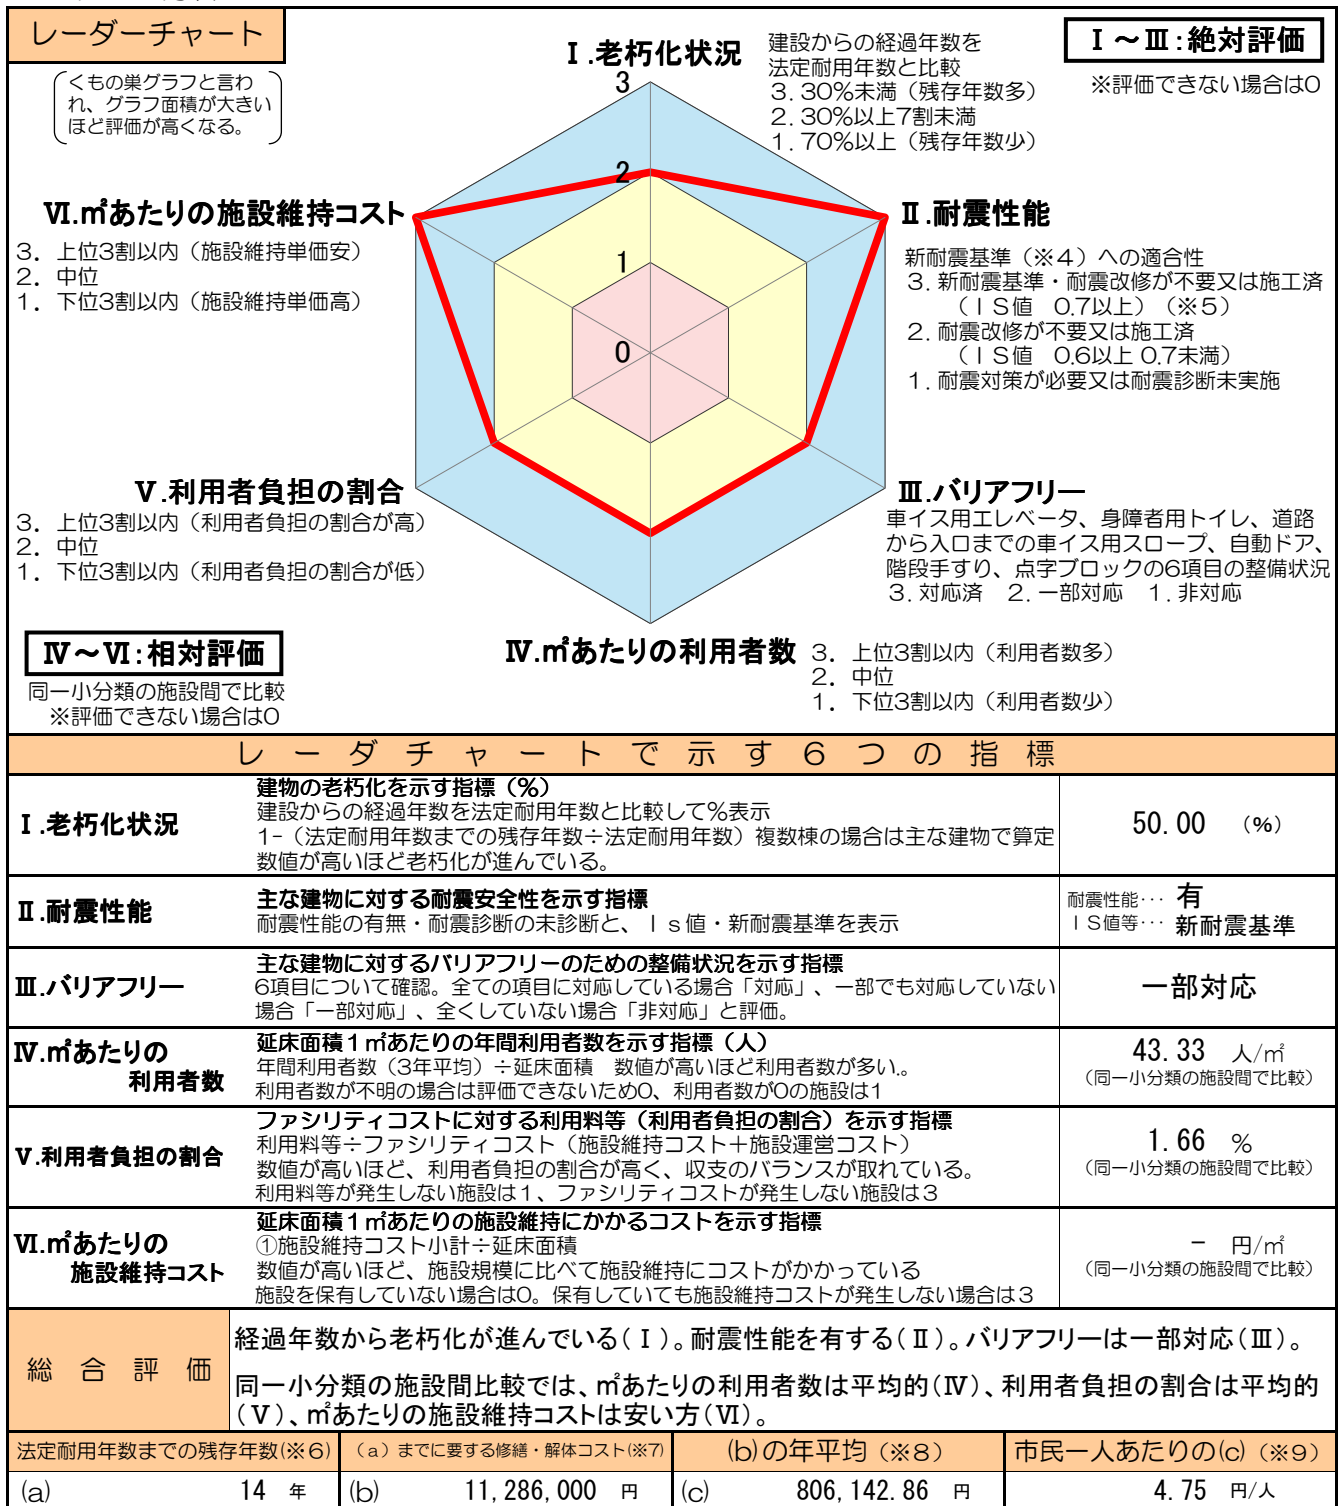 レーダーチャート
くもの巣グラフと言わ
れ、グラフ面積が大きい
ほど評価が高くなる。
Ⅰ～Ⅲ:絶対評価
※評価できない場合は0
Ⅰ.老朽化状況
建設からの経過年数を
法定耐用年数と比較
3. 30%未満（残存年数多）
2. 30%以上7割未満
1. 70%以上（残存年数少）
3
2
1
0
Ⅵ.㎡あたりの施設維持コスト
3. 上位3割以内（施設維持単価安）
2. 中位
1. 下位3割以内（施設維持単価高）
Ⅱ.耐震性能
新耐震基準（※4）への適合性
3. 新耐震基準・耐震改修が不要又は施工済
（IS値 0.7以上）（※5）
2. 耐震改修が不要又は施工済
（IS値 0.6以上 0.7未満）
1. 耐震対策が必要又は耐震診断未実施
Ⅴ.利用者負担の割合
3. 上位3割以内（利用者負担の割合が高）
2. 中位
1. 下位3割以内（利用者負担の割合が低）
Ⅲ.バリアフリー
車イス用エレベータ、身障者用トイレ、道路
から入口までの車イス用スロープ、自動ドア、
階段手すり、点字ブロックの6項目の整備状況
3. 対応済 2. 一部対応 1. 非対応
Ⅳ～Ⅵ:相対評価
同一小分類の施設間で比較
※評価できない場合は0
Ⅳ.㎡あたりの利用者数
3. 上位3割以内（利用者数多）
2. 中位
1. 下位3割以内（利用者数少）
レーダチャートで示す6つの指標
Ⅰ.老朽化状況
建物の老朽化を示す指標（%）
建設からの経過年数を法定耐用年数と比較して%表示
1-（法定耐用年数までの残存年数÷法定耐用年数）複数棟の場合は主な建物で算定
数値が高いほど老朽化が進んでいる。
50.00 （%）
Ⅱ.耐震性能
主な建物に対する耐震安全性を示す指標
耐震性能の有無・耐震診断の未診断と、Ｉｓ値・新耐震基準を表示
耐震性能… 有
ＩＳ値等… 新耐震基準
Ⅲ.バリアフリー
主な建物に対するバリアフリーのための整備状況を示す指標
6項目について確認。全ての項目に対応している場合「対応」、一部でも対応していない
場合「一部対応」、全くしていない場合「非対応」と評価。
一部対応
Ⅳ.㎡あたりの
利用者数
延床面積1㎡あたりの年間利用者数を示す指標（人）
年間利用者数（3年平均）÷延床面積 数値が高いほど利用者数が多い。
利用者数が不明の場合は評価できないため0、利用者数が0の施設は1
43.33 人/㎡
（同一小分類の施設間で比較）
Ⅴ.利用者負担の割合
ファシリティコストに対する利用料等（利用者負担の割合）を示す指標
利用料等÷ファシリティコスト（施設維持コスト＋施設運営コスト）
数値が高いほど、利用者負担の割合が高く、収支のバランスが取れている。
利用料等が発生しない施設は1、ファシリティコストが発生しない施設は3
1.66 %
（同一小分類の施設間で比較）
Ⅵ.㎡あたりの
施設維持コスト
延床面積1㎡あたりの施設維持にかかるコストを示す指標
①施設維持コスト小計÷延床面積
数値が高いほど、施設規模に比べて施設維持にコストがかかっている
施設を保有していない場合は0。保有していても施設維持コストが発生しない場合は3
－ 円/㎡
（同一小分類の施設間で比較）
総合評価
経過年数から老朽化が進んでいる(Ⅰ)。耐震性能を有する(Ⅱ)。バリアフリーは一部対応(Ⅲ)。
同一小分類の施設間比較では、㎡あたりの利用者数は平均的(Ⅳ)、利用者負担の割合は平均的
(Ⅴ)、㎡あたりの施設維持コストは安い方(Ⅵ)。
法定耐用年数までの残存年数(※6) （a）までに要する修繕・解体コスト(※7) (b)の年平均（※8） 市民一人あたりの(c)（※9）
(a) 14 年 (b) 11,286,000 円 (c) 806,142.86 円 4.75 円/人